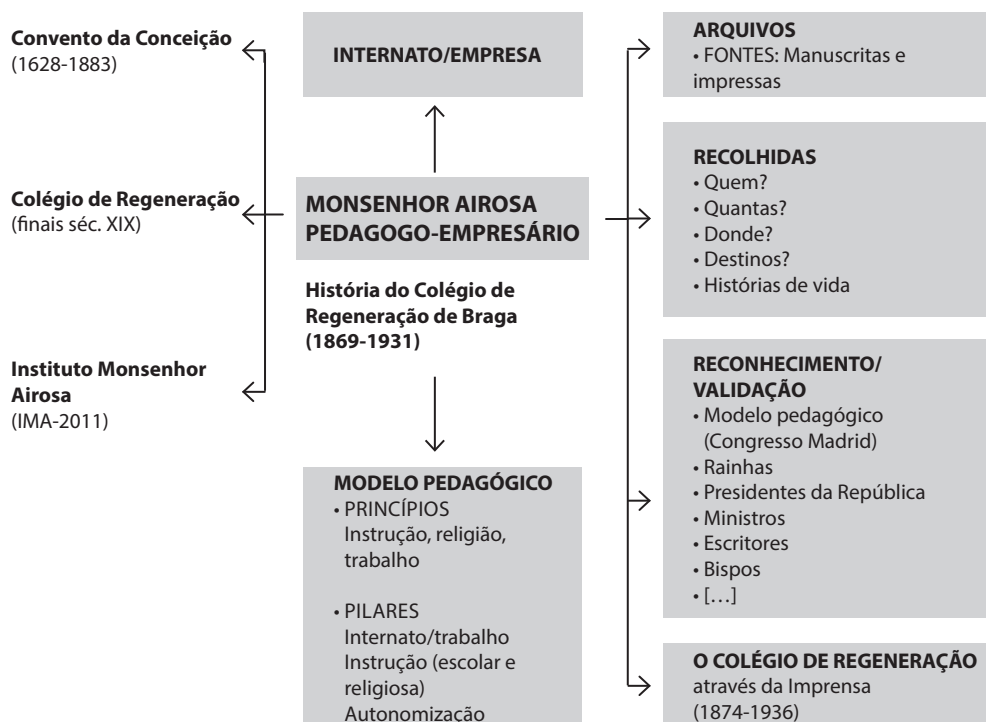 Convento da Conceição
(1628-1883)
Colégio de Regeneração
(finais séc. XIX)
Instituto Monsenhor
Airosa
(IMA-2011)
INTERNATO/EMPRESA
MONSENHOR AIROSA
PEDAGOGO-EMPRESÁRIO
História do Colégio de
Regeneração de Braga
(1869-1931)
MODELO PEDAGÓGICO
• PRINCÍPIOS
Instrução, religião,
trabalho
• PILARES
Internato/trabalho
Instrução (escolar e
religiosa)
Autonomização
ARQUIVOS
• FONTES: Manuscritas e
impressas
RECOLHIDAS
• Quem?
• Quantas?
• Donde?
• Destinos?
• Histórias de vida
RECONHECIMENTO/
VALIDAÇÃO
• Modelo pedagógico
(Congresso Madrid)
• Rainhas
• Presidentes da República
• Ministros
• Escritores
• Bispos
• […]
O COLÉGIO DE REGENERAÇÃO
através da Imprensa
(1874-1936)